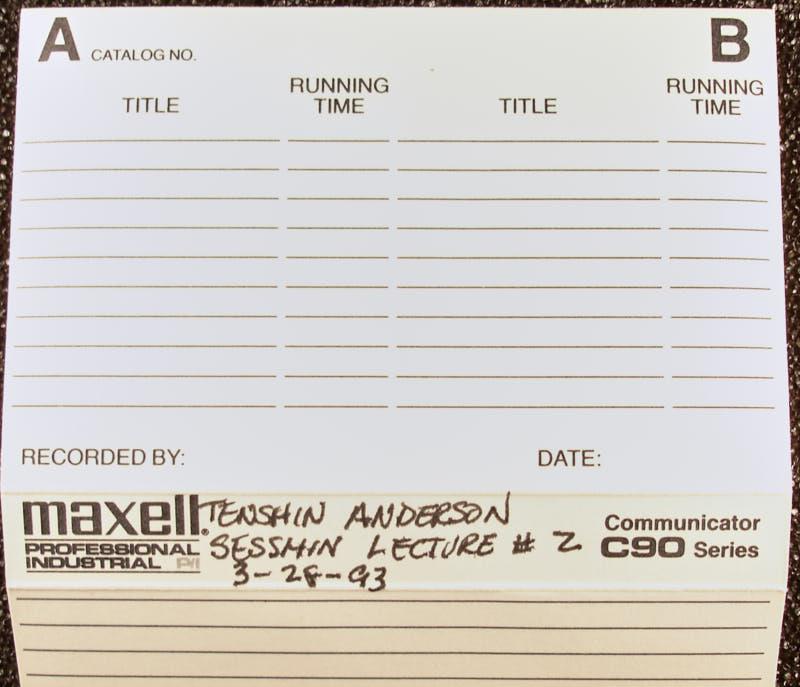 A CATALOG NO. B
TITLE RUNNING TIME TITLE RUNNING TIME
RECORDED BY: DATE:
maxell® TENSHIN ANDERSON Communicator
PROFESSIONAL INDUSTRIAL P/I SESSHIN LECTURE # 2 C90 Series
3-28-93